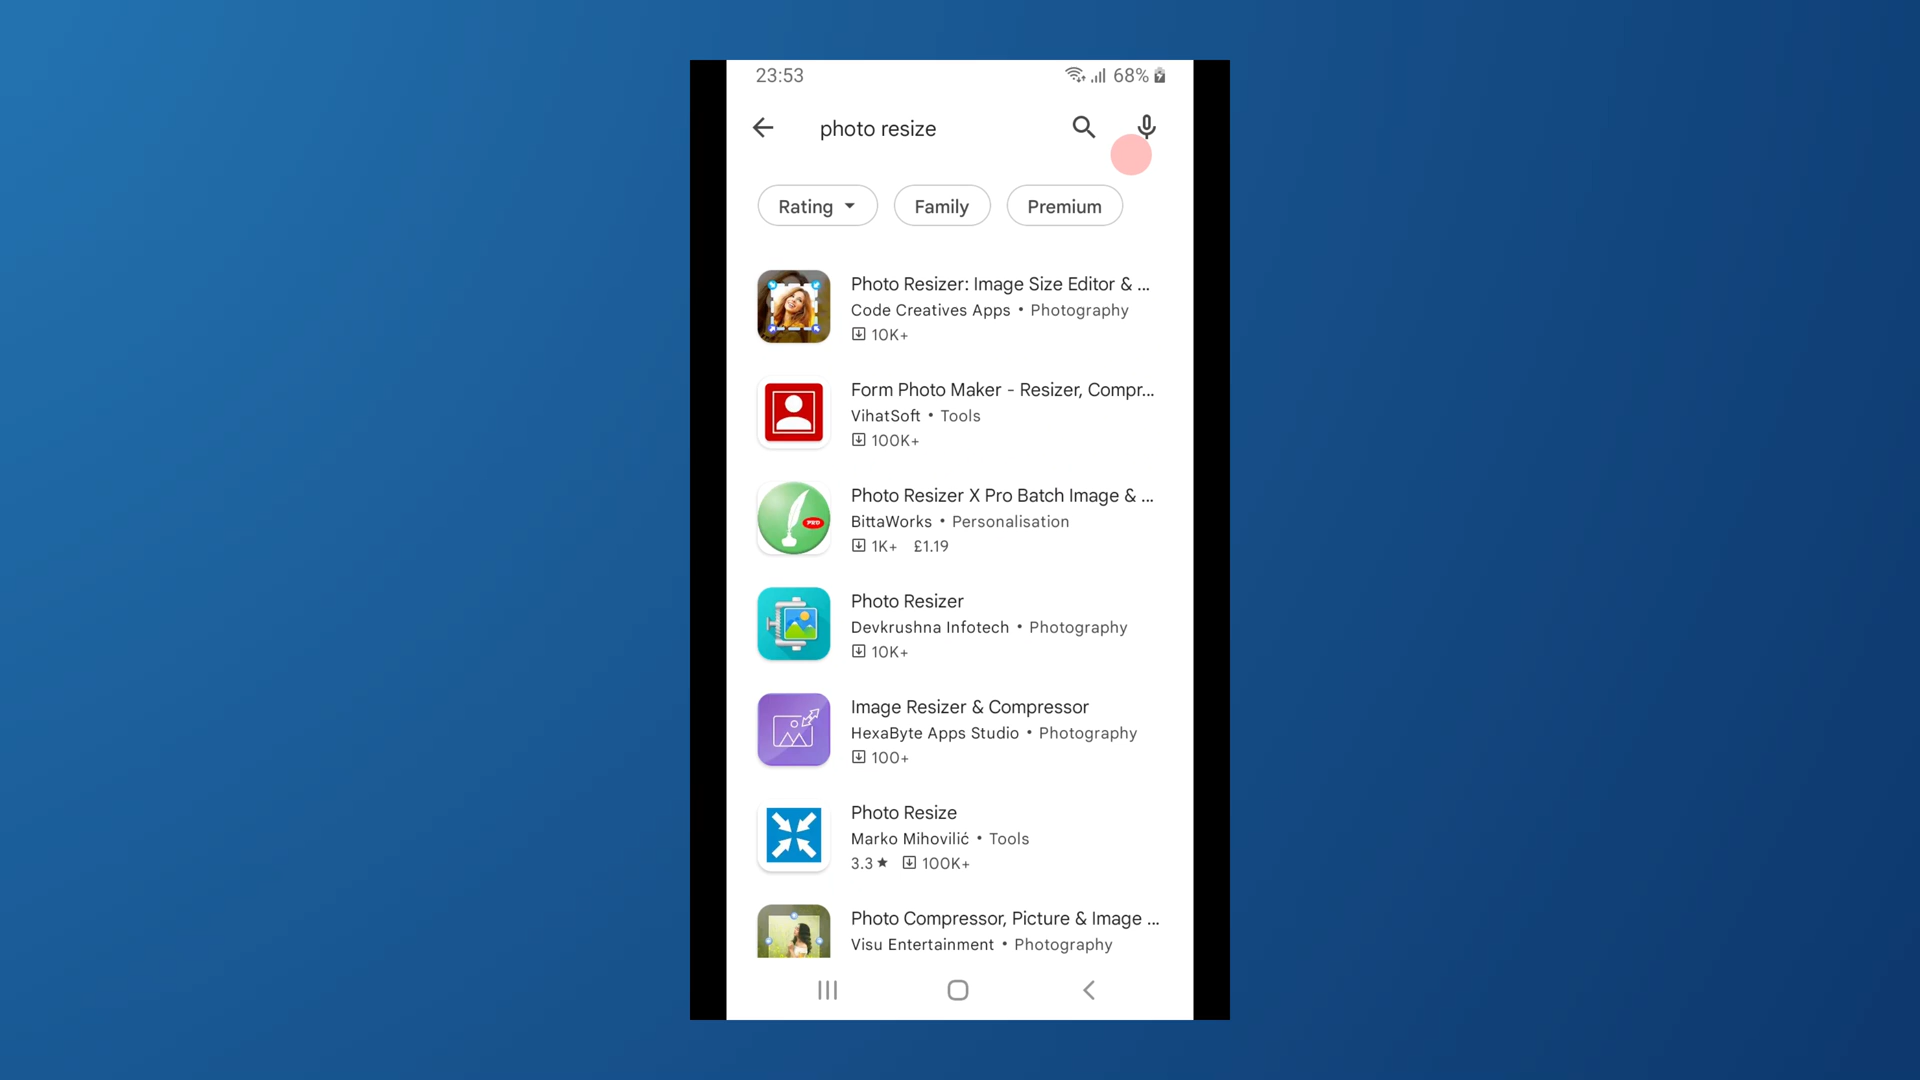 23:53 68%
photo resize
Rating Family Premium
Photo Resizer: Image Size Editor & ...
Code Creatives Apps • Photography
10K+
Form Photo Maker - Resizer, Compr...
VihatSoft • Tools
100K+
Photo Resizer X Pro Batch Image & ...
BittaWorks • Personalisation
1K+ £1.19
PRO
Photo Resizer
Devkrushna Infotech • Photography
10K+
Image Resizer & Compressor
HexaByte Apps Studio • Photography
100+
Photo Resize
Marko Mihovilić • Tools
3.3★ 100K+
Photo Compressor, Picture & Image ...
Visu Entertainment • Photography